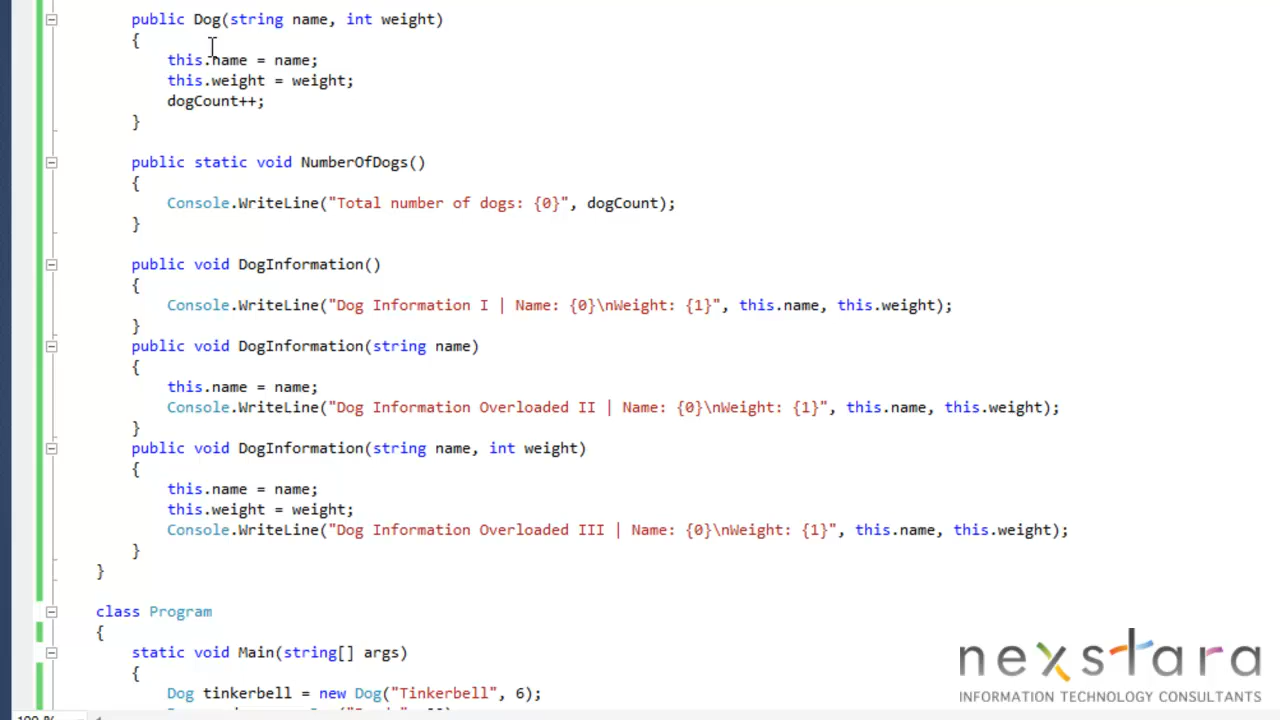 public Dog(string name, int weight)
{
this.name = name;
this.weight = weight;
dogCount++;
}
public static void NumberOfDogs()
{
Console.WriteLine("Total number of dogs: {0}", dogCount);
}
public void DogInformation()
{
Console.WriteLine("Dog Information I | Name: {0}\nWeight: {1}", this.name, this.weight);
}
public void DogInformation(string name)
{
this.name = name;
Console.WriteLine("Dog Information Overloaded II | Name: {0}\nWeight: {1}", this.name, this.weight);
}
public void DogInformation(string name, int weight)
{
this.name = name;
this.weight = weight;
Console.WriteLine("Dog Information Overloaded III | Name: {0}\nWeight: {1}", this.name, this.weight);
}
}
class Program
{
static void Main(string[] args)
{
Dog tinkerbell = new Dog("Tinkerbell", 6);
100 %
nexstara
INFORMATION TECHNOLOGY CONSULTANTS